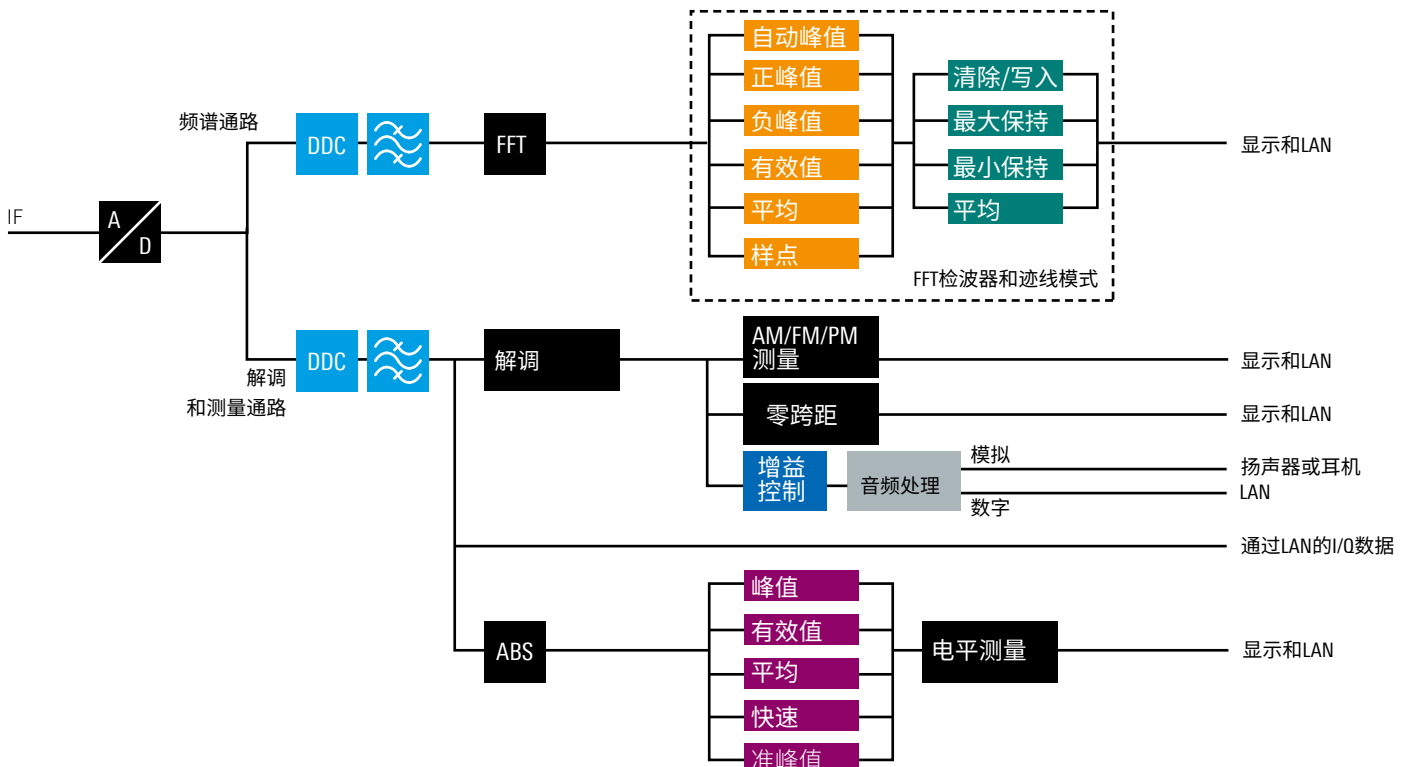 自动峰值
正峰值
清除/写入
频谱通路
负峰值
最大保持
DDC
FFT
显示和LAN
有效值
最小保持
平均
平均
IF
A
D
样点
FFT检波器和迹线模式
AM/FM/PM
测量
DDC
解调
显示和LAN
解调
和测量通路
零跨距
显示和LAN
模拟
增益
控制
音频处理
扬声器或耳机
LAN
数字
通过LAN的I/Q数据
峰值
有效值
ABS
电平测量
显示和LAN
平均
快速
准峰值